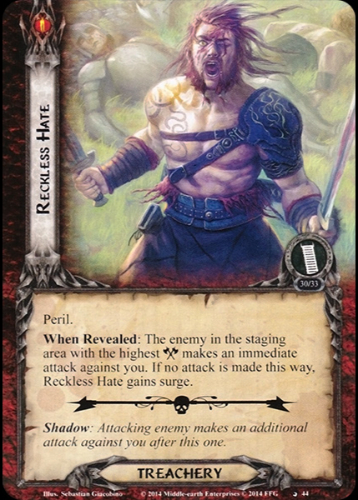 RECKLESS HATE
30/33
Peril.
When Revealed: The enemy in the staging
area with the highest makes an immediate
attack against you. If no attack is made this way,
Reckless Hate gains surge.
Shadow: Attacking enemy makes an additional
attack against you after this one.
TREACHERY
Illus. Sebastian Giacobino © 2014 Middle-earth Enterprises © 2014 FFG 44